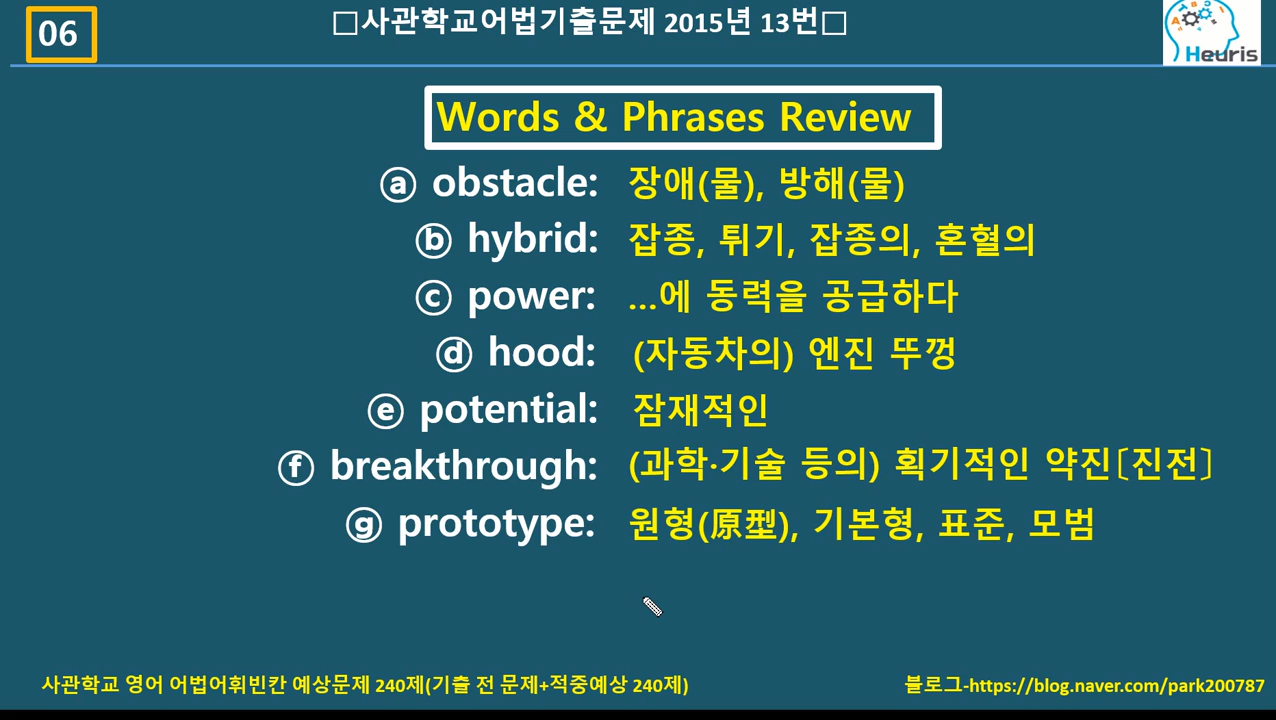 06
□사관학교어법기출문제 2015년 13번□
Heuris
Words & Phrases Review
ⓐ obstacle: 장애(물), 방해(물)
ⓑ hybrid: 잡종, 튀기, 잡종의, 혼혈의
ⓒ power: …에 동력을 공급하다
ⓓ hood: (자동차의) 엔진 뚜껑
ⓔ potential: 잠재적인
ⓕ breakthrough: (과학·기술 등의) 획기적인 약진〔진전〕
ⓖ prototype: 원형(原型), 기본형, 표준, 모범
사관학교 영어 어법어휘빈칸 예상문제 240제(기출 전 문제+적중예상 240제)
블로그-https://blog.naver.com/park200787